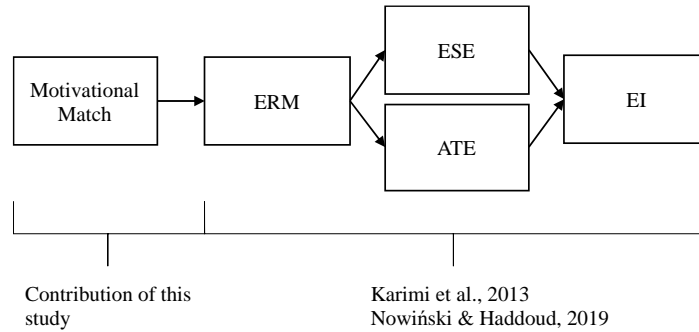 Motivational
Match
ERM
ESE
ATE
EI
Contribution of this
study
Karimi et al., 2013
Nowiński & Haddoud, 2019